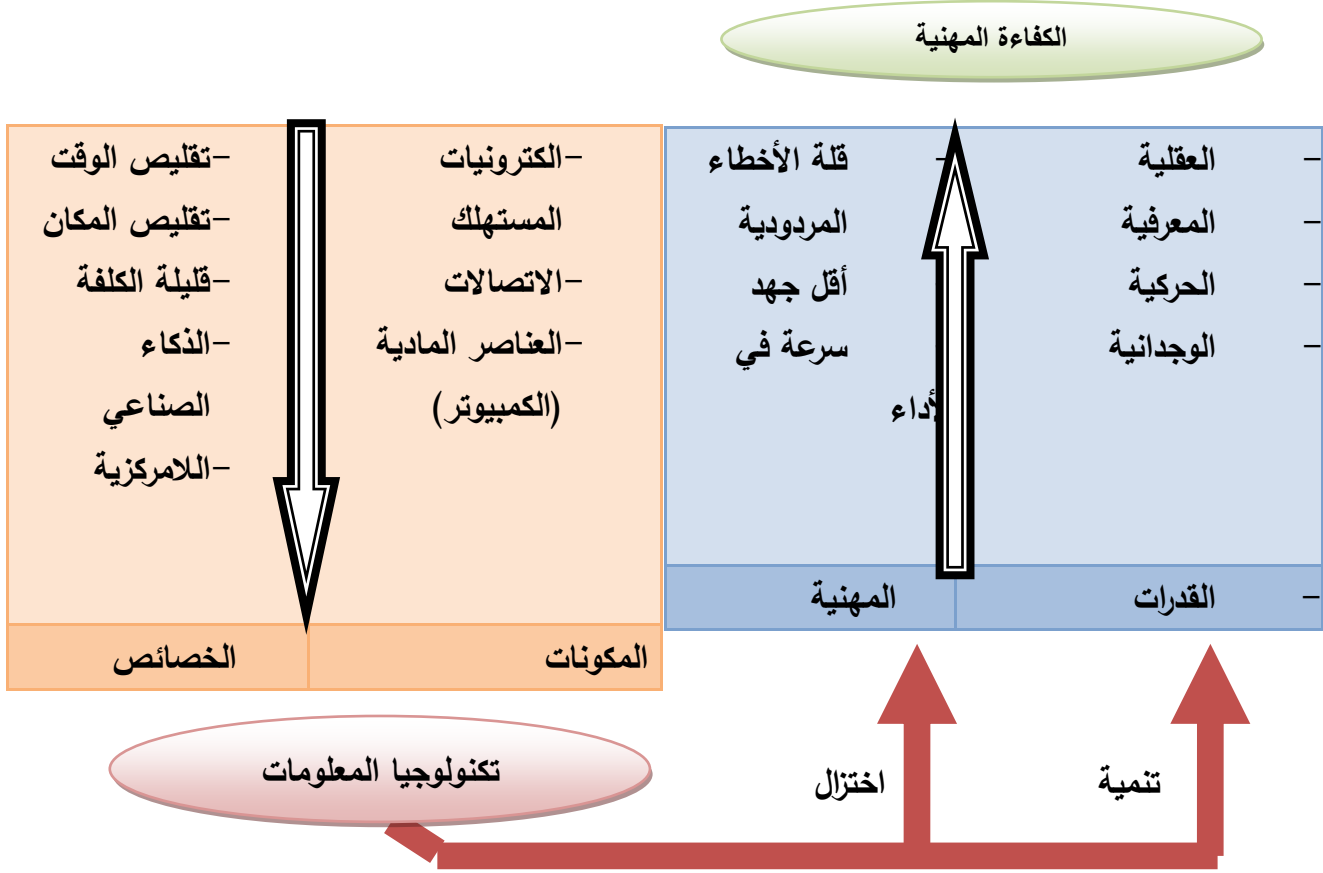 الكفاءة المهنية
- العقلية
- المعرفية
- الحركية
- الوجدانية
- القدرات
- قلة الأخطاء
المردودية
أقل جهد
سرعة في
لأداء
المهنية
-الكترونيات
المستهلك
-الاتصالات
-العناصر المادية
(الكمبيوتر)
المكونات
-تقليص الوقت
-تقليص المكان
-قليلة الكلفة
-الذكاء
الصناعي
-اللامركزية
الخصائص
تكنولوجيا المعلومات
تنمية
اختزال